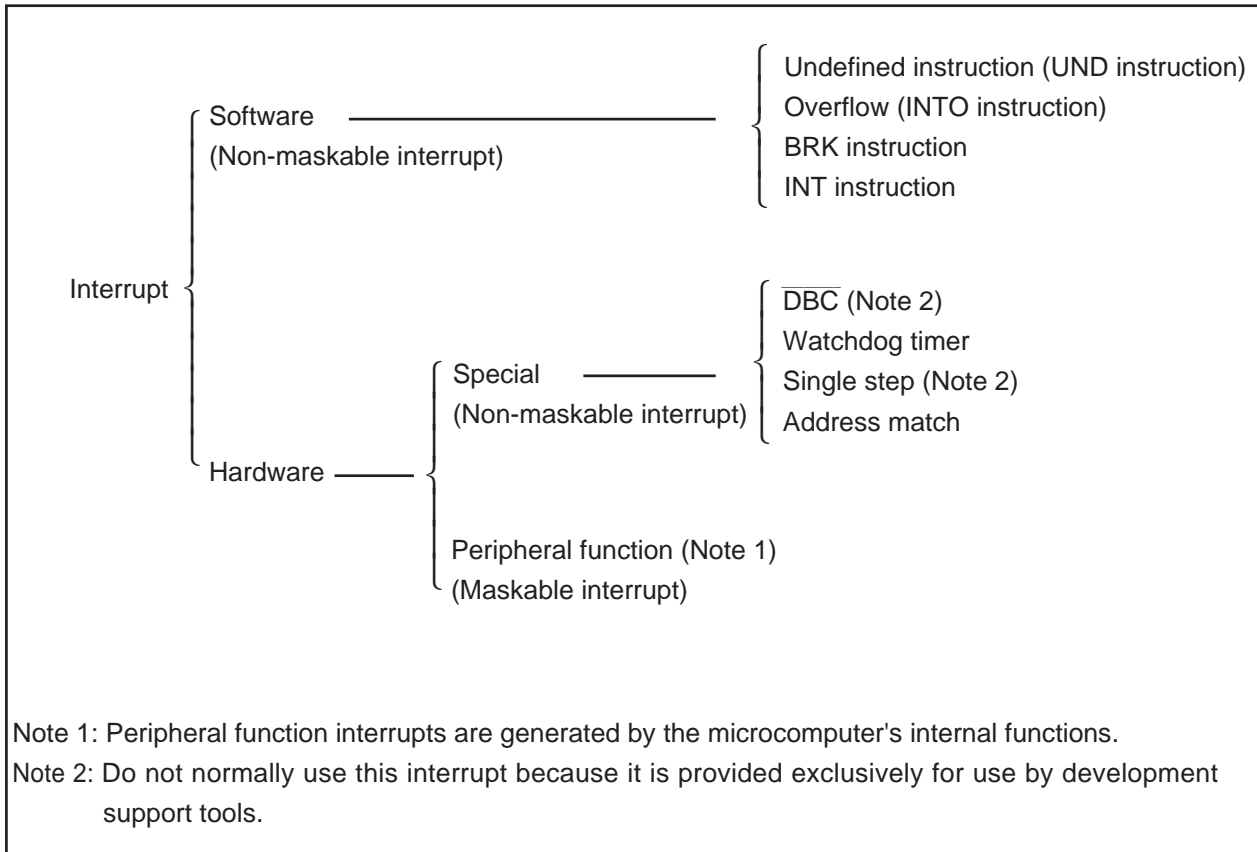 Software
(Non-maskable interrupt)
Undefined instruction (UND instruction)
Overflow (INTO instruction)
BRK instruction
INT instruction
Interrupt
Hardware
Special
(Non-maskable interrupt)
DBC (Note 2)
Watchdog timer
Single step (Note 2)
Address match
Peripheral function (Note 1)
(Maskable interrupt)
Note 1: Peripheral function interrupts are generated by the microcomputer's internal functions.
Note 2: Do not normally use this interrupt because it is provided exclusively for use by development
support tools.